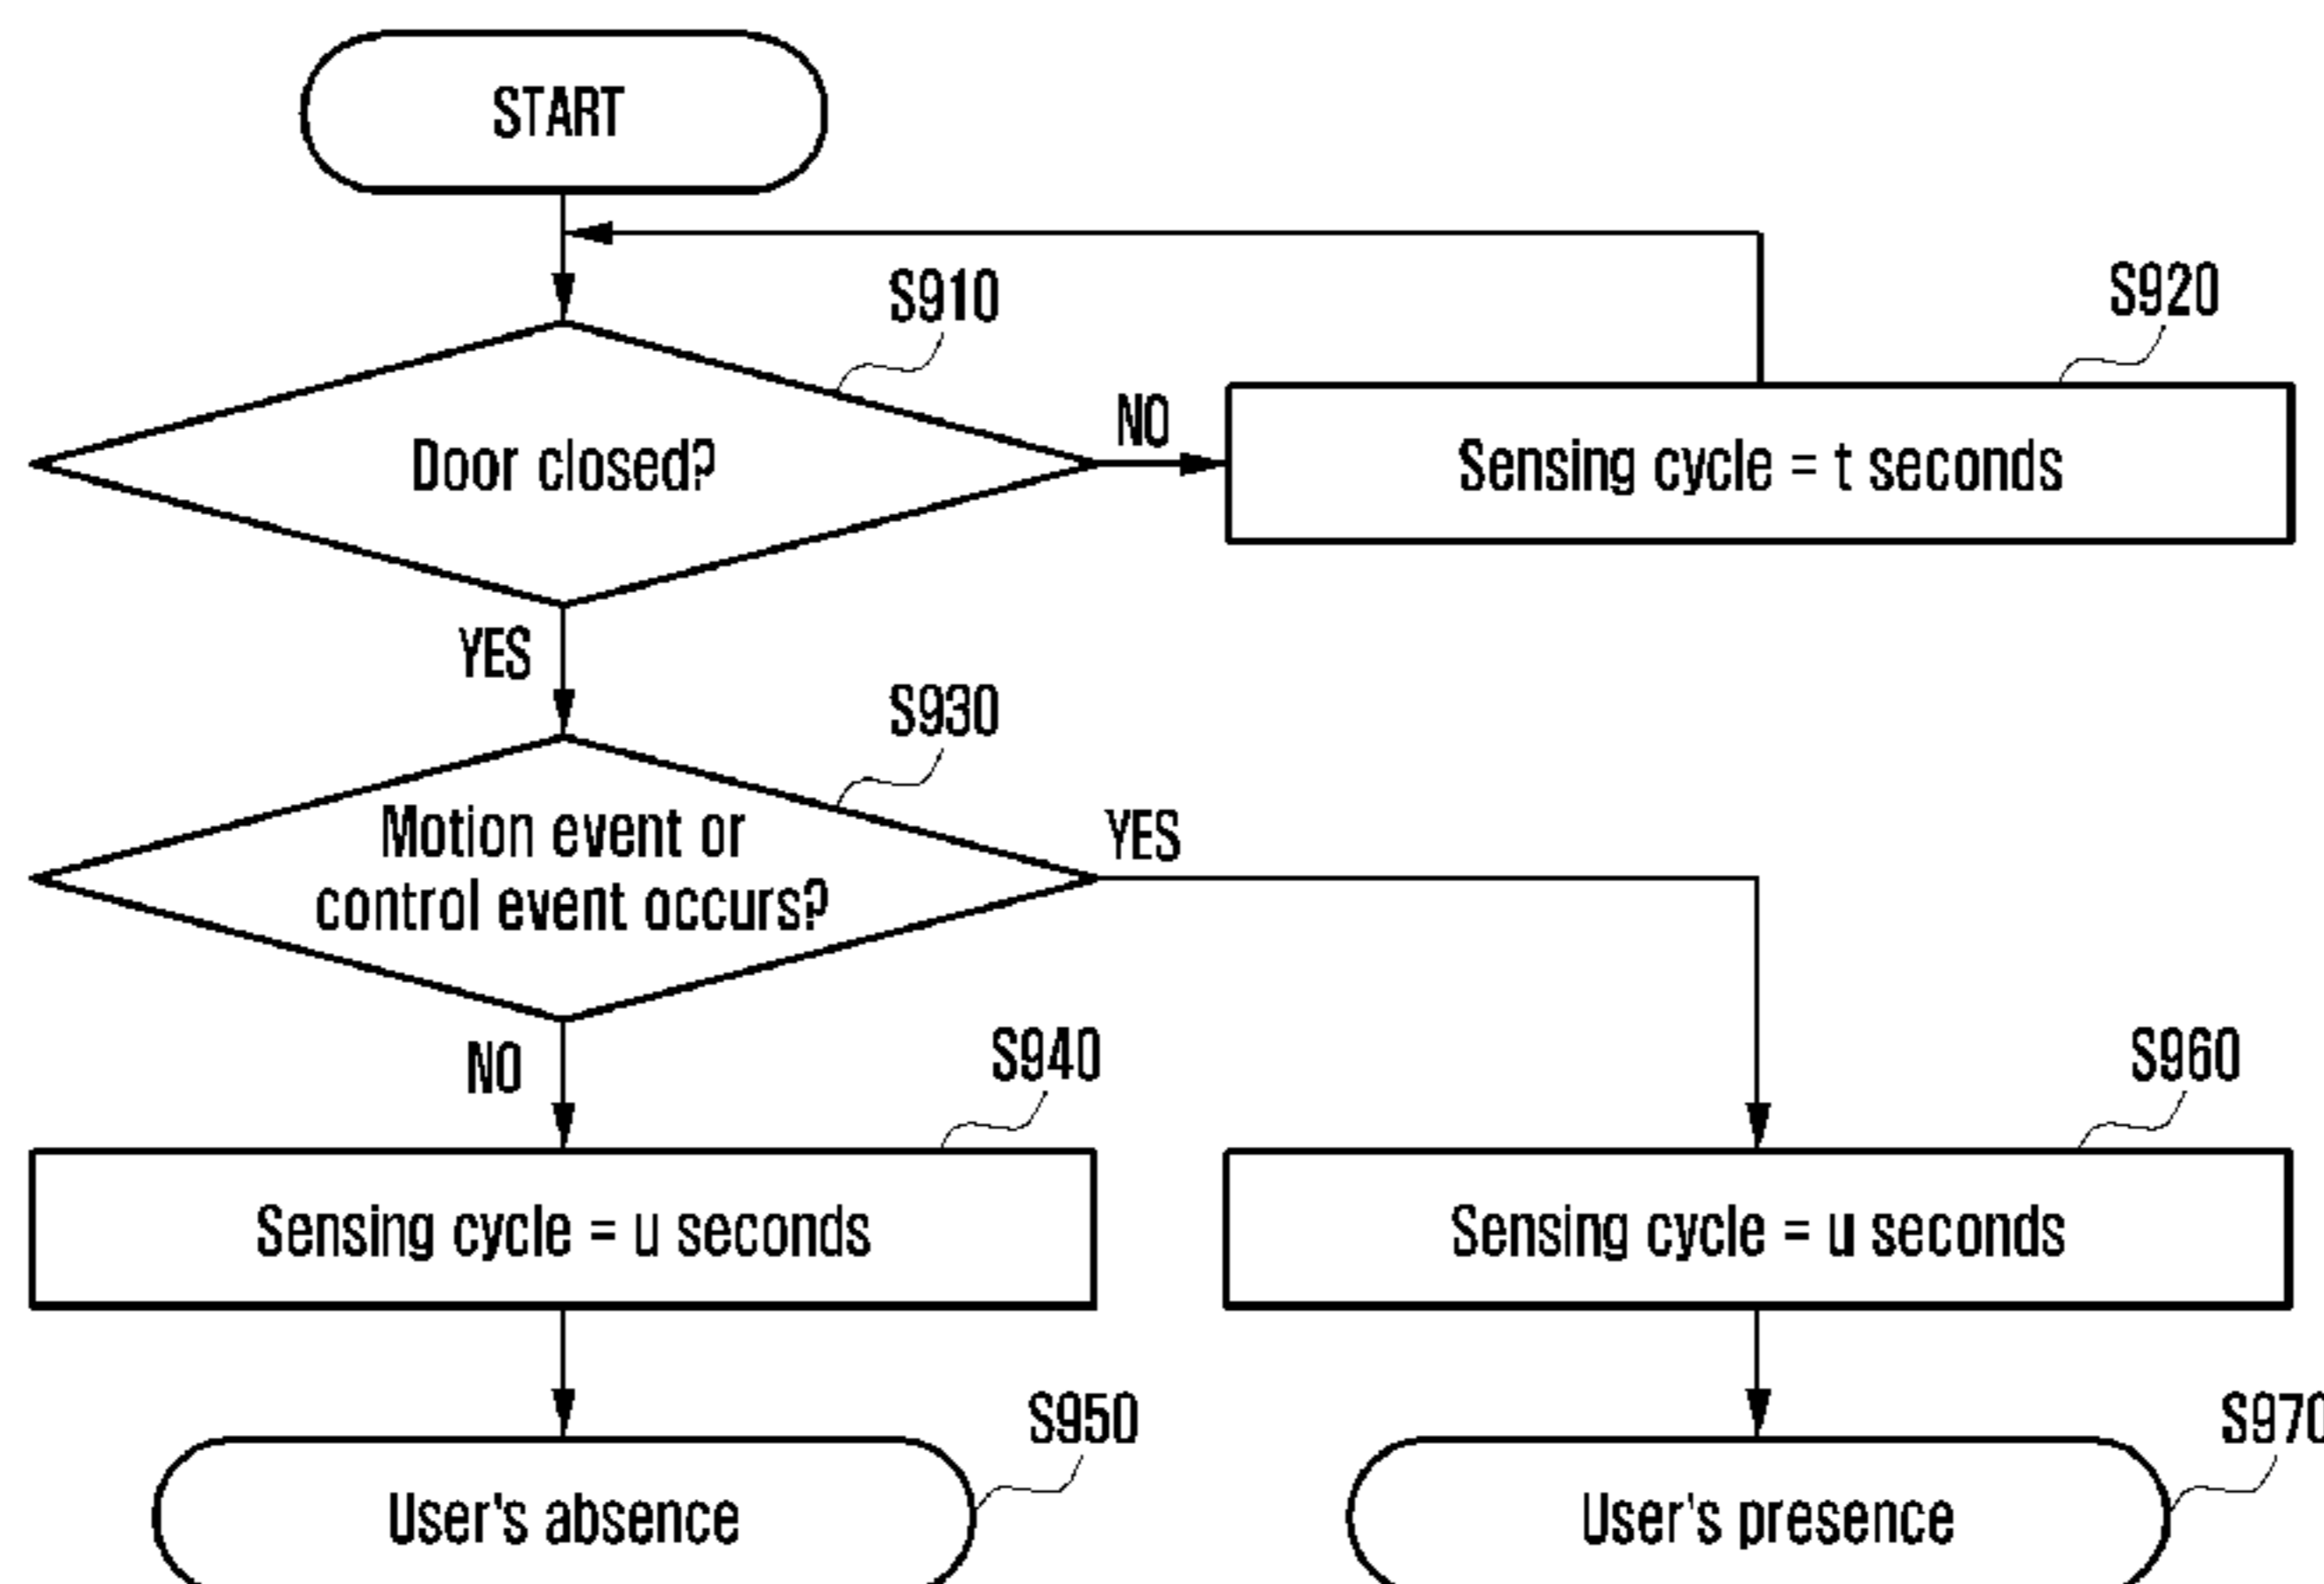 START
S910
S920
Door closed?
NO
Sensing cycle = t seconds
YES
S930
Motion event or
control event occurs?
YES
NO
S940
S960
Sensing cycle = u seconds
Sensing cycle = u seconds
S950
S970
User's absence
User's presence